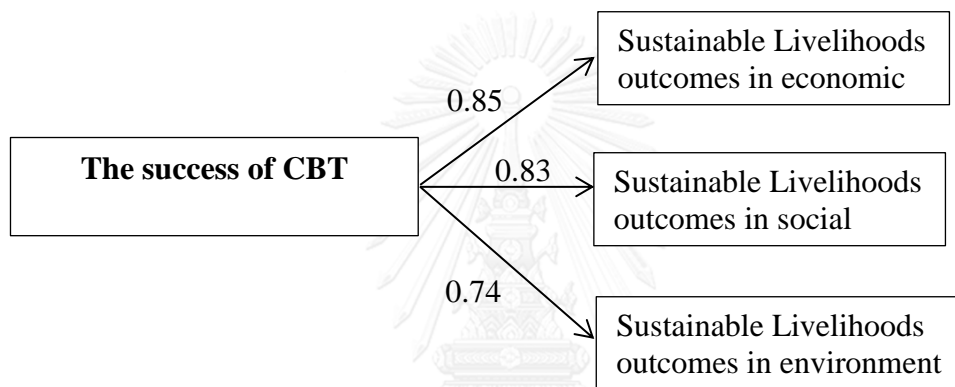 Sustainable Livelihoods
outcomes in economic
0.85
The success of CBT
0.83
Sustainable Livelihoods
outcomes in social
0.74
Sustainable Livelihoods
outcomes in environment